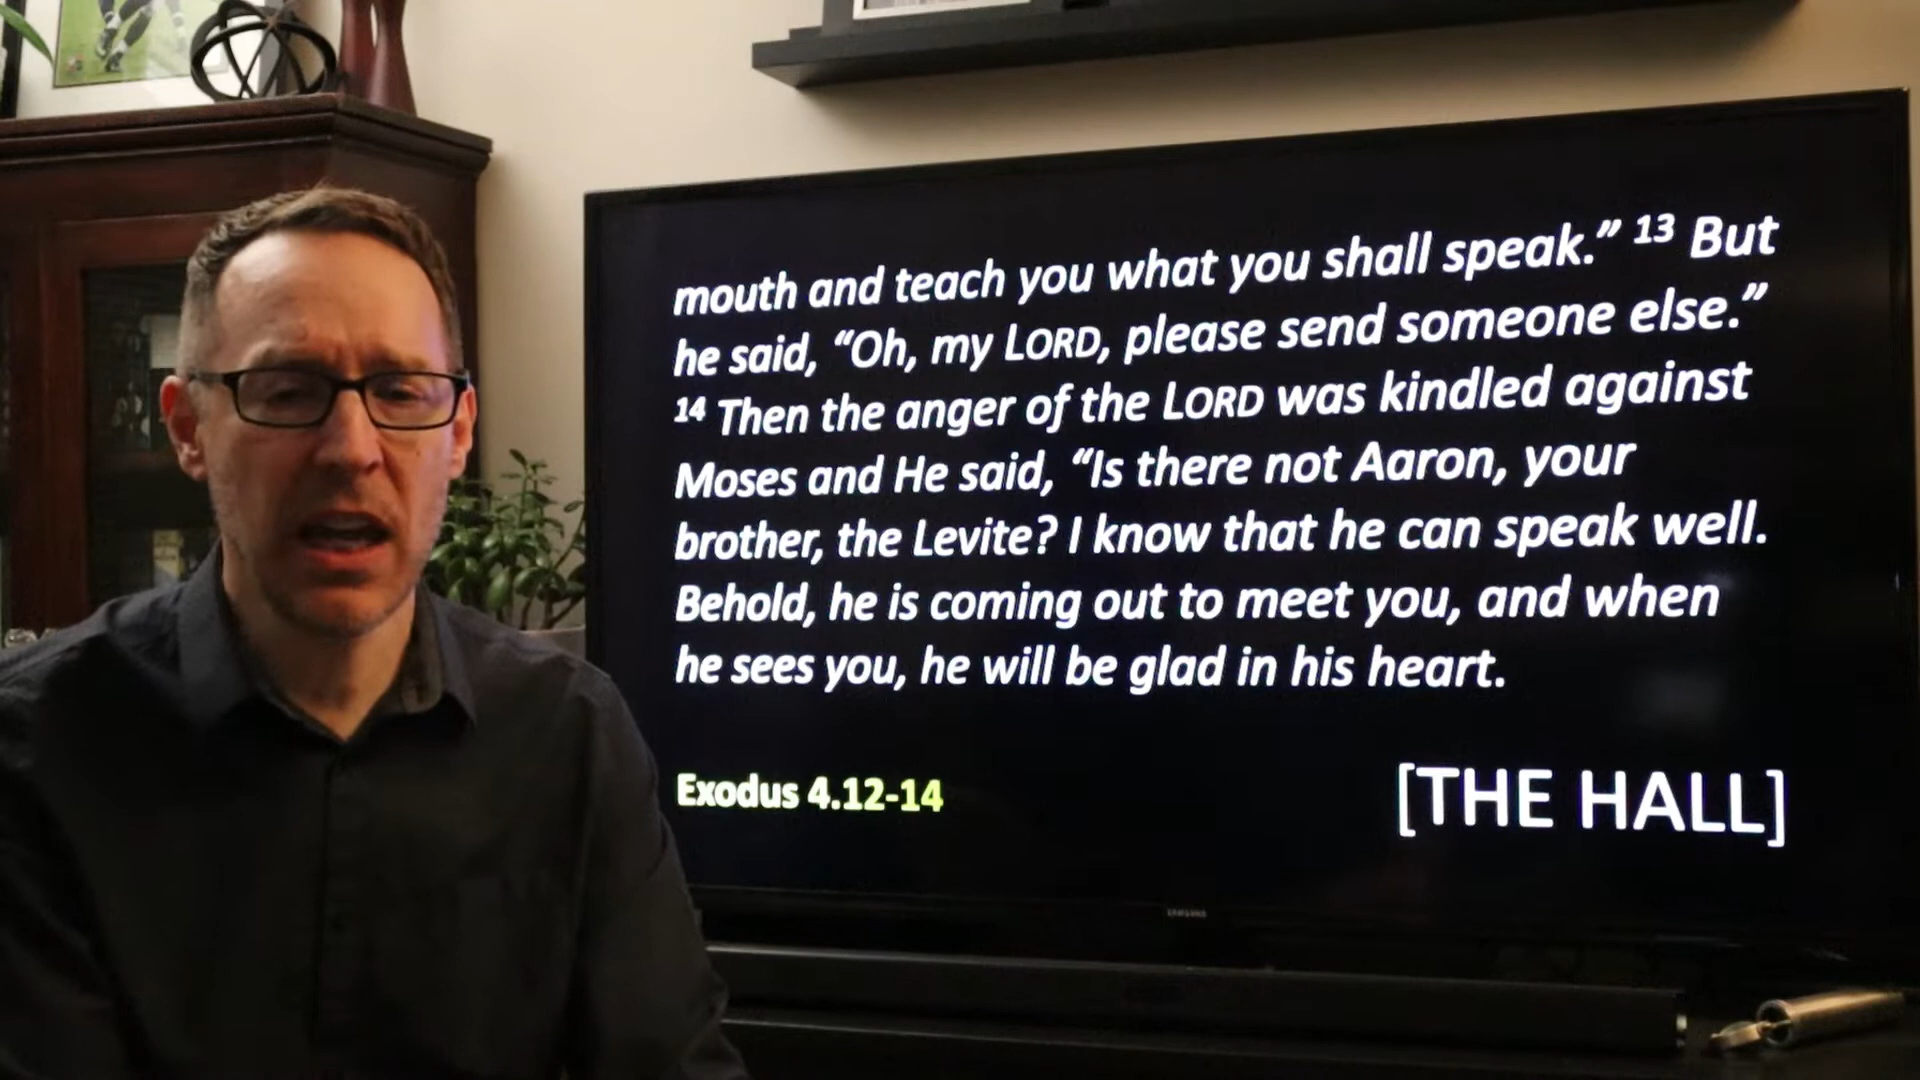 mouth and teach you what you shall speak.” 13 But
he said, “Oh, my LORD, please send someone else.”
14 Then the anger of the LORD was kindled against
Moses and He said, “Is there not Aaron, your
brother, the Levite? I know that he can speak well.
Behold, he is coming out to meet you, and when
he sees you, he will be glad in his heart.
Exodus 4.12-14
[THE HALL]
SAMSUNG